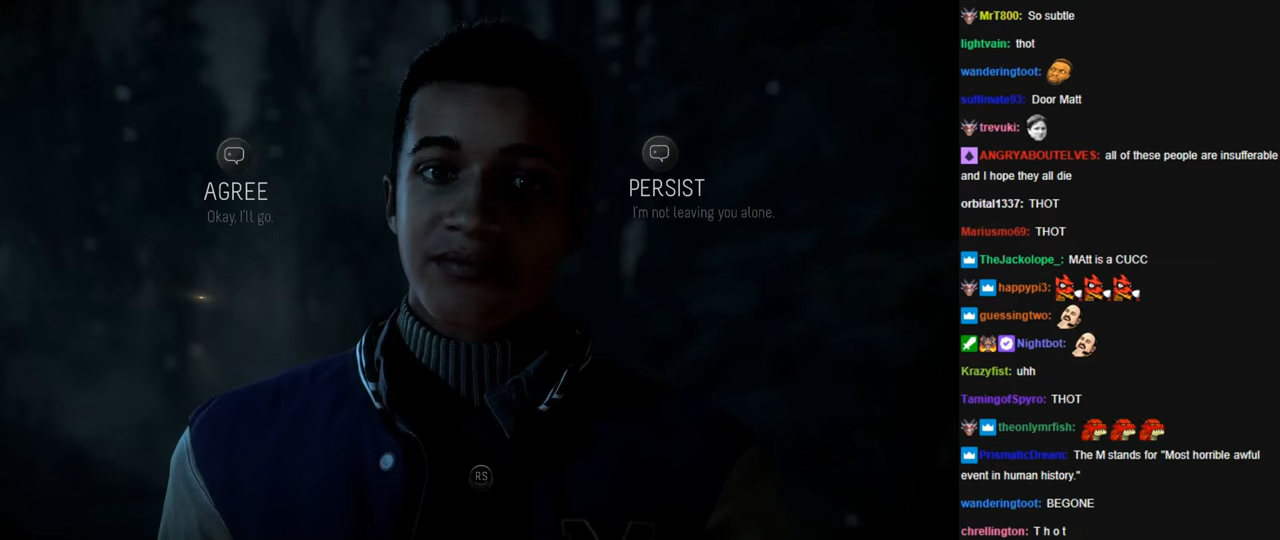 AGREE
Okay, I'll go.
PERSIST
I'm not leaving you alone.
RS
M
MrT800: So subtle
lightvain: thot
wanderingtoot:
sultimate93: Door Matt
trevuki:
ANGRYABOUTELVES: all of these people are insufferable
and I hope they all die
orbital1337: THOT
Mariusmo69: THOT
TheJackolope_: MAtt is a CUCC
happypi3:
guessingtwo:
Nightbot:
Krazyfist: uhh
TamingofSpyro: THOT
theonlymrfish:
PrismaticDream: The M stands for "Most horrible awful
event in human history."
wanderingtoot: BEGONE
chrellington: T h o t